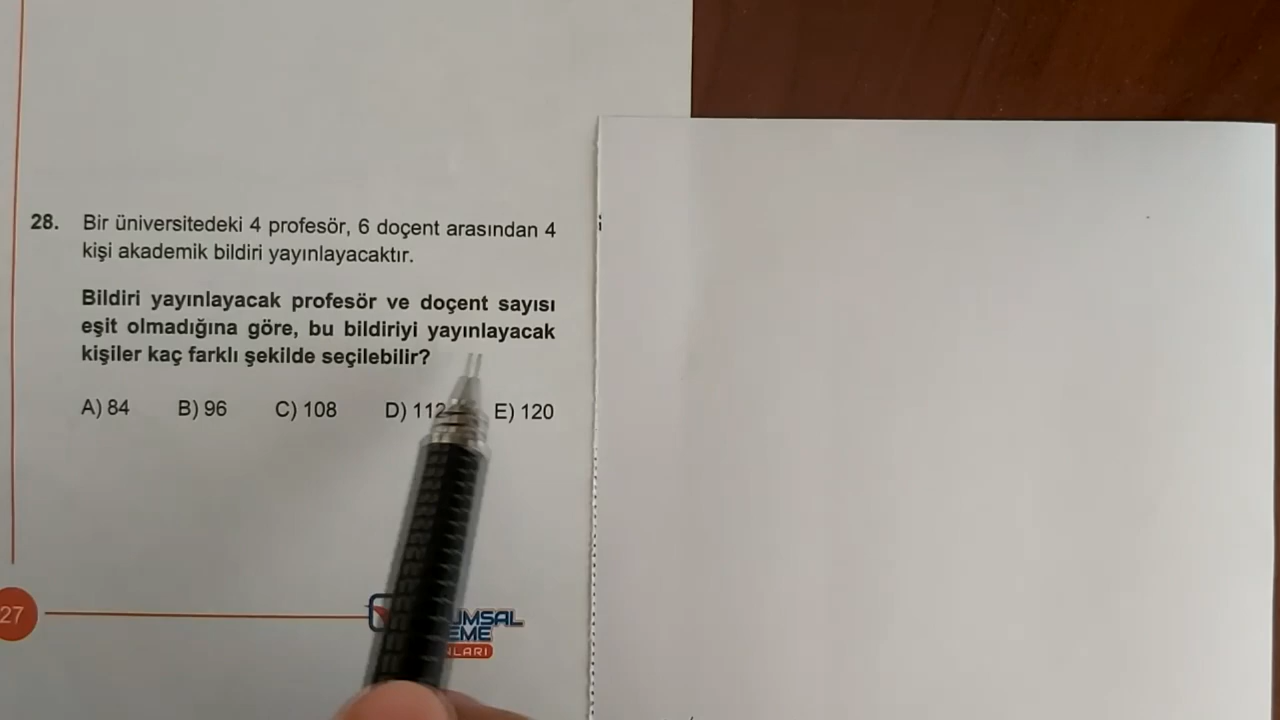 28. Bir üniversitedeki 4 profesör, 6 doçent arasından 4
kişi akademik bildiri yayınlayacaktır.
Bildiri yayınlayacak profesör ve doçent sayısı
eşit olmadığına göre, bu bildiriyi yayınlayacak
kişiler kaç farklı şekilde seçilebilir?
A) 84 B) 96 C) 108 D) 112 E) 120
27